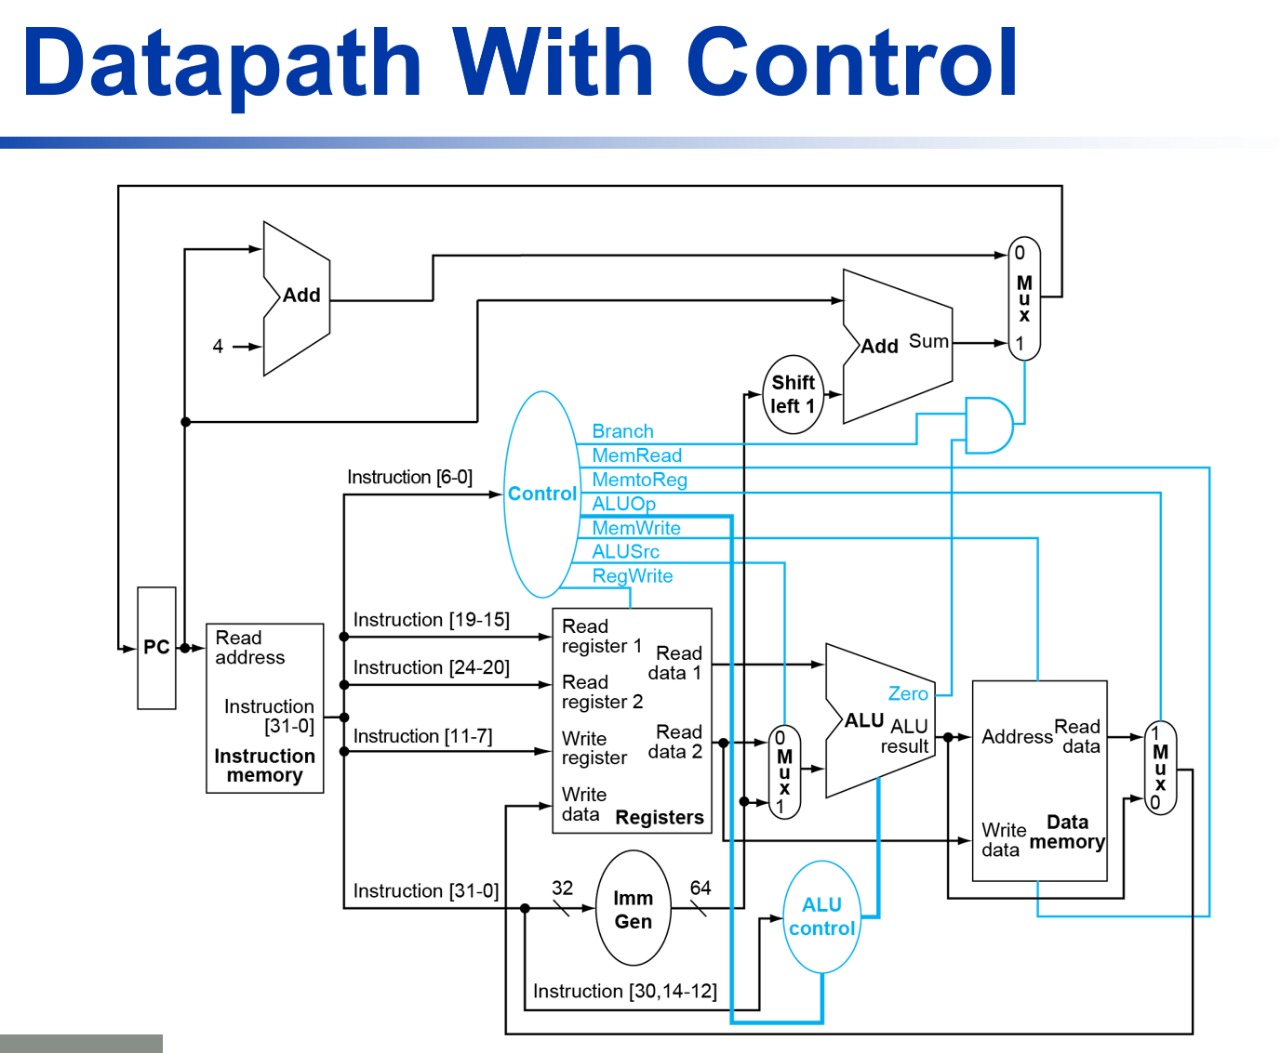 Datapath With Control
0
M
u
x
1
Add
4
Add Sum
Shift
left 1
Branch
MemRead
MemtoReg
ALUOp
MemWrite
ALUSrc
RegWrite
Control
Instruction [6-0]
PC
Read
address
Instruction
[31-0]
Instruction
memory
Instruction [19-15]
Instruction [24-20]
Instruction [11-7]
Instruction [31-0]
Read
register 1
Read
register 2
Write
register
Write
data
Read
data 1
Read
data 2
Registers
0
M
u
x
1
Zero
ALU
ALU
result
Address
Read
data
Write
data
Data
memory
1
M
u
x
0
32
Imm
Gen
64
ALU
control
Instruction [30,14-12]